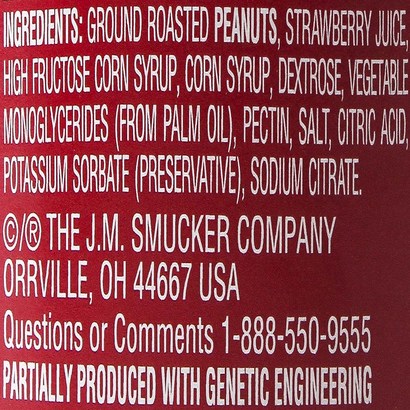 INGREDIENTS: GROUND ROASTED PEANUTS, STRAWBERRY JUICE,
HIGH FRUCTOSE CORN SYRUP, CORN SYRUP, DEXTROSE, VEGETABLE
MONOGLYCERIDES (FROM PALM OIL), PECTIN, SALT, CITRIC ACID,
POTASSIUM SORBATE (PRESERVATIVE), SODIUM CITRATE.
©/® THE J.M. SMUCKER COMPANY
ORRVILLE, OH 44667 USA
Questions or Comments 1-888-550-9555
PARTIALLY PRODUCED WITH GENETIC ENGINEERING